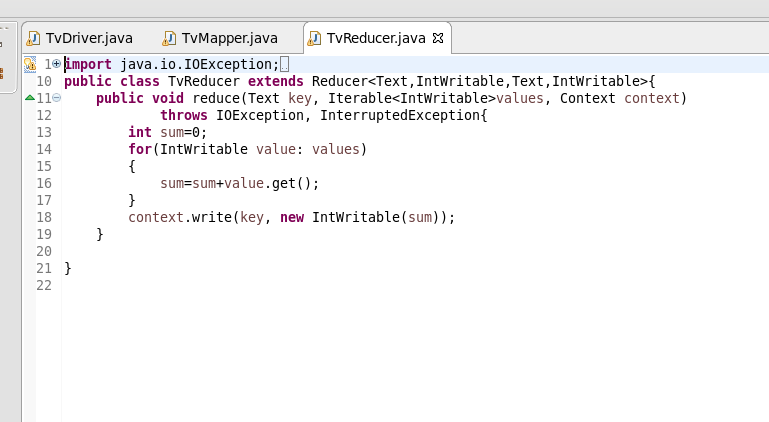 TvDriver.java TvMapper.java TvReducer.java
1 import java.io.IOException;
10 public class TvReducer extends Reducer<Text,IntWritable,Text,IntWritable>{
11 public void reduce(Text key, Iterable<IntWritable>values, Context context)
12 throws IOException, InterruptedException{
13 int sum=0;
14 for(IntWritable value: values)
15 {
16 sum=sum+value.get();
17 }
18 context.write(key, new IntWritable(sum));
19 }
20
21 }
22